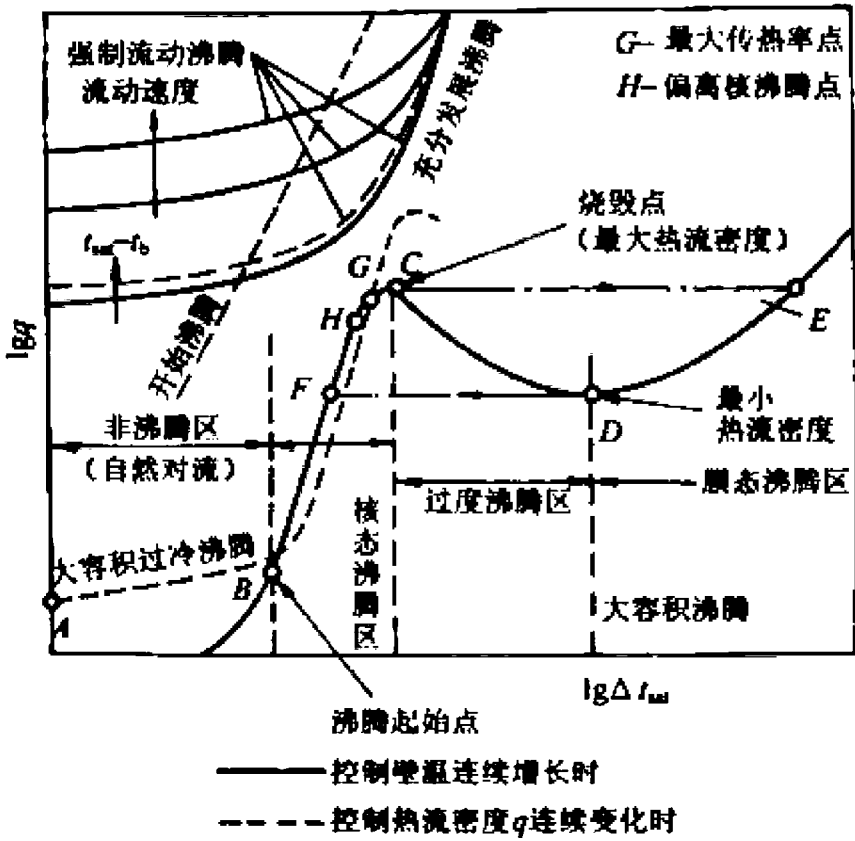 强制流动沸腾
流动速度
G— 最大传热率点
H—偏离核沸腾点
充分发展沸腾
烧毁点
(最大热流密度)
t_sat—t_b
G
C
H
E
lgq
开始沸腾
F
最小
热流密度
D
非沸腾区
(自然对流)
过度沸腾区
膜态沸腾区
核态沸腾区
大容积过冷沸腾
B
A
大容积沸腾
lgΔt_sat
沸腾起始点
控制壁温连续增长时
控制热流密度q连续变化时